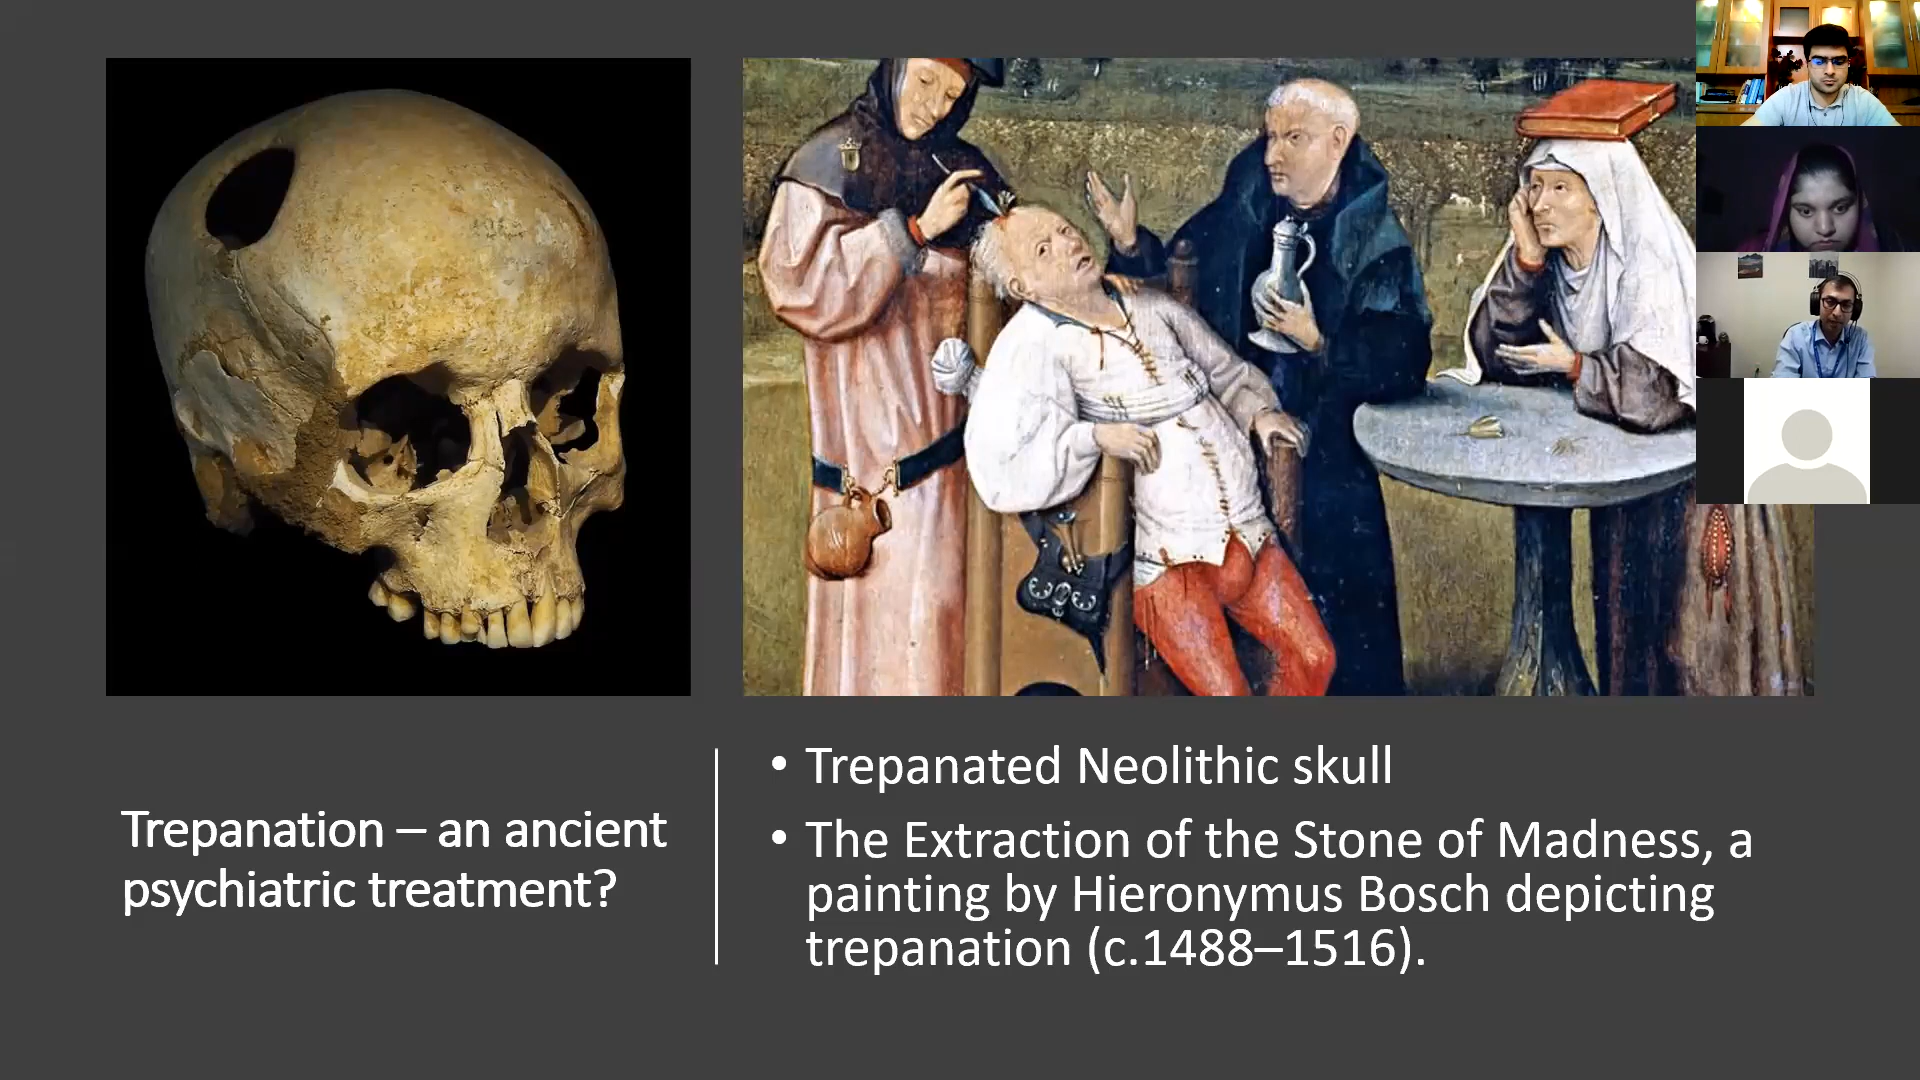 Trepanation – an ancient
psychiatric treatment?
• Trepanated Neolithic skull
• The Extraction of the Stone of Madness, a
painting by Hieronymus Bosch depicting
trepanation (c.1488–1516).